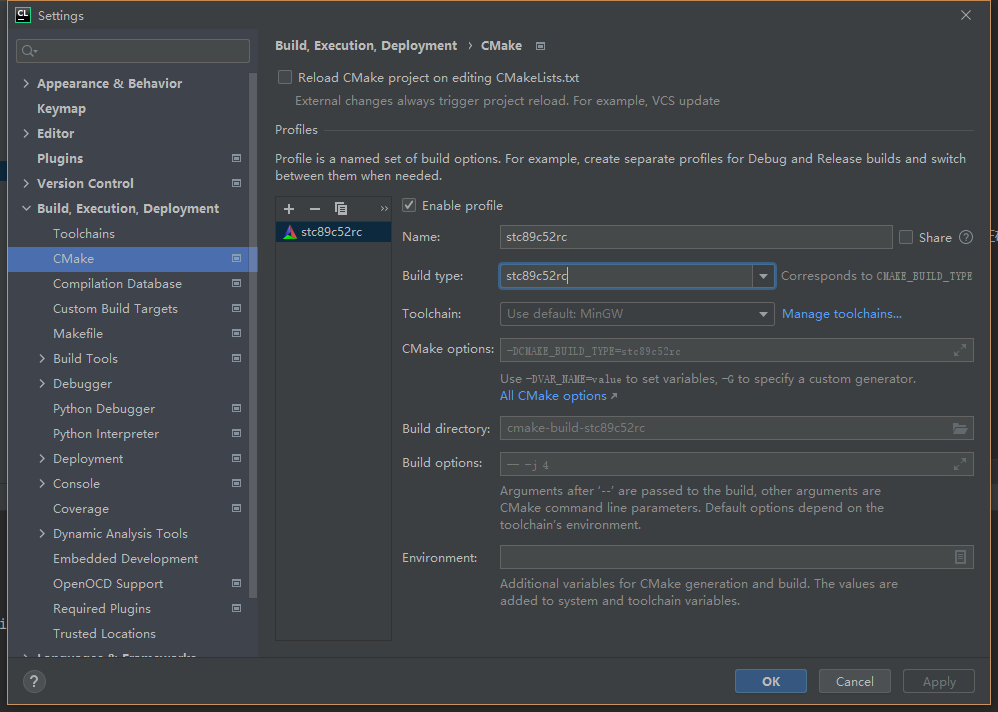 CL
Settings
Build, Execution, Deployment › CMake
Reload CMake project on editing CMakeLists.txt
External changes always trigger project reload. For example, VCS update
Profiles
Profile is a named set of build options. For example, create separate profiles for Debug and Release builds and switch
between them when needed.
Appearance & Behavior
Keymap
Editor
Plugins
Version Control
Build, Execution, Deployment
Toolchains
CMake
Compilation Database
Custom Build Targets
Makefile
Build Tools
Debugger
Python Debugger
Python Interpreter
Deployment
Console
Coverage
Dynamic Analysis Tools
Embedded Development
OpenOCD Support
Required Plugins
Trusted Locations
Languages & Frameworks
+ − »
stc89c52rc
Enable profile
Name: stc89c52rc Share ?
Build type: stc89c52rc Corresponds to CMAKE_BUILD_TYPE
Toolchain: Use default: MinGW Manage toolchains...
CMake options: -DCMAKE_BUILD_TYPE=stc89c52rc
Use -DVAR_NAME=value to set variables, -G to specify a custom generator.
All CMake options ↗
Build directory: cmake-build-stc89c52rc
Build options: -- -j 4
Arguments after '--' are passed to the build, other arguments are
CMake command line parameters. Default options depend on the
toolchain's environment.
Environment:
Additional variables for CMake generation and build. The values are
added to system and toolchain variables.
? OK Cancel Apply